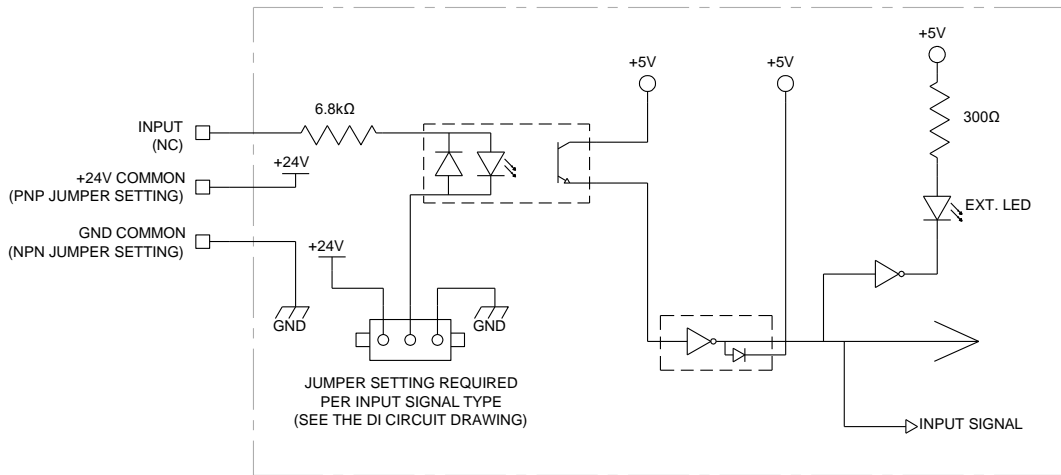 +5V
+5V
+5V
6.8kΩ
300Ω
INPUT
(NC)
+24V
+24V COMMON
(PNP JUMPER SETTING)
EXT. LED
GND COMMON
(NPN JUMPER SETTING)
+24V
GND
GND
JUMPER SETTING REQUIRED
PER INPUT SIGNAL TYPE
(SEE THE DI CIRCUIT DRAWING)
INPUT SIGNAL